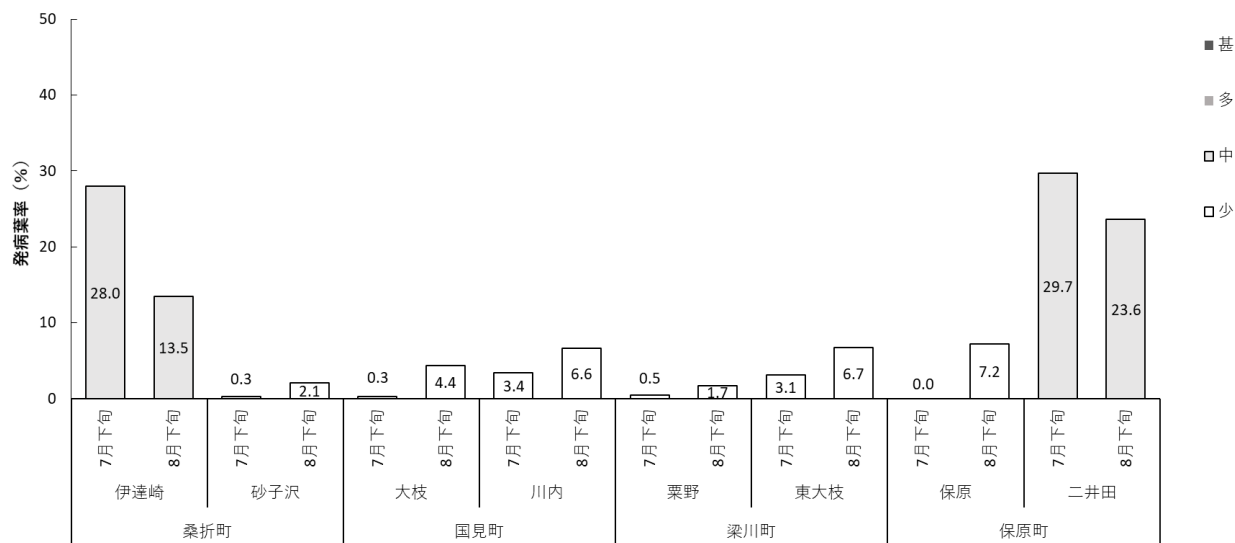 50
40
30
20
10
0
発病葉率（%）
28.0
13.5
0.3
2.1
0.3
4.4
3.4
6.6
0.5
1.7
3.1
6.7
0.0
7.2
29.7
23.6
7月下旬
8月下旬
7月下旬
8月下旬
7月下旬
8月下旬
7月下旬
8月下旬
7月下旬
8月下旬
7月下旬
8月下旬
7月下旬
8月下旬
7月下旬
8月下旬
伊達崎
砂子沢
大枝
川内
粟野
東大枝
保原
二井田
桑折町
国見町
梁川町
保原町
甚
多
中
少